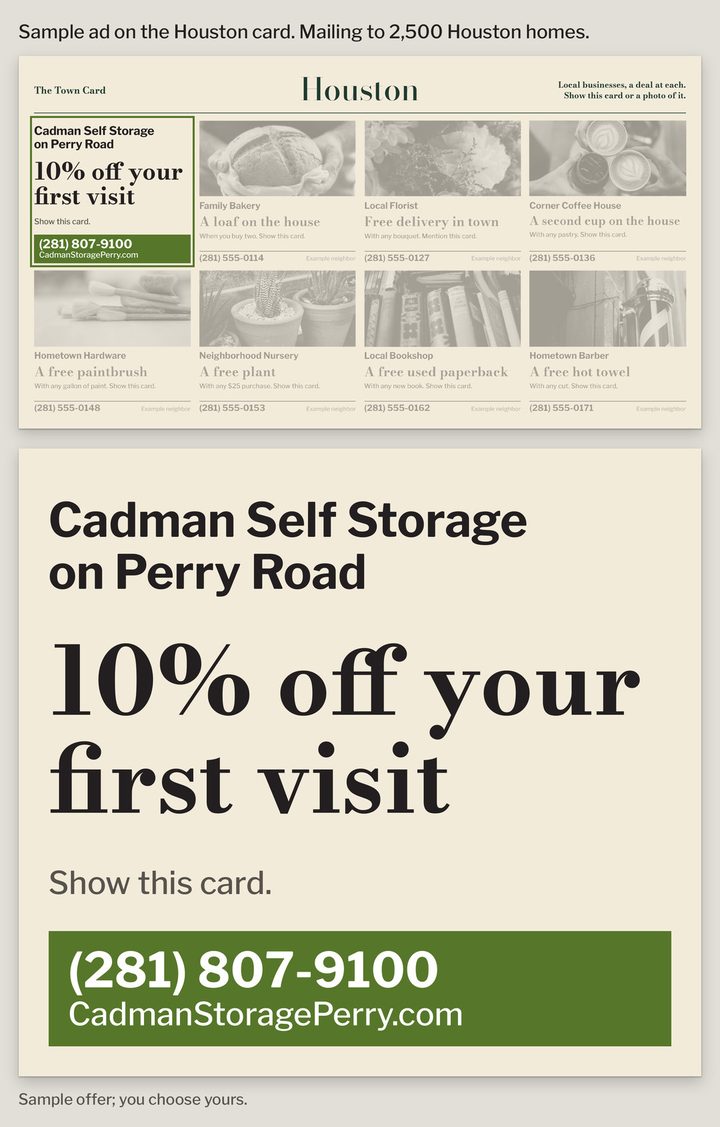 Sample ad on the Houston card. Mailing to 2,500 Houston homes.
The Town Card
Houston
Local businesses, a deal at each.
Show this card or a photo of it.
Cadman Self Storage
on Perry Road
10% off your
first visit
Show this card.
(281) 807-9100
CadmanStoragePerry.com
Family Bakery
A loaf on the house
When you buy two. Show this card.
(281) 555-0114
Example neighbor
Local Florist
Free delivery in town
With any bouquet. Mention this card.
(281) 555-0127
Example neighbor
Corner Coffee House
A second cup on the house
With any pastry. Show this card.
(281) 555-0136
Example neighbor
Hometown Hardware
A free paintbrush
With any gallon of paint. Show this card.
(281) 555-0148
Example neighbor
Neighborhood Nursery
A free plant
With any $25 purchase. Show this card.
(281) 555-0153
Example neighbor
Local Bookshop
A free used paperback
With any new book. Show this card.
(281) 555-0162
Example neighbor
Hometown Barber
A free hot towel
With any cut. Show this card.
(281) 555-0171
Example neighbor
Cadman Self Storage
on Perry Road
10% off your
first visit
Show this card.
(281) 807-9100
CadmanStoragePerry.com
Sample offer; you choose yours.